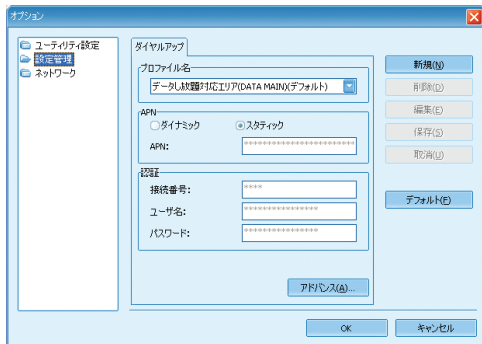 オプション
ユーティリティ設定
設定管理
ネットワーク
ダイヤルアップ
プロファイル名
データし放題対応エリア(DATA MAIN)(デフォルト)
APN
ダイナミック
スタティック
APN:
************************
認証
接続番号:
****
ユーザ名:
****************
パスワード:
****************
アドバンス(A)...
新規(N)
削除(D)
編集(E)
保存(S)
取消(U)
デフォルト(F)
OK
キャンセル